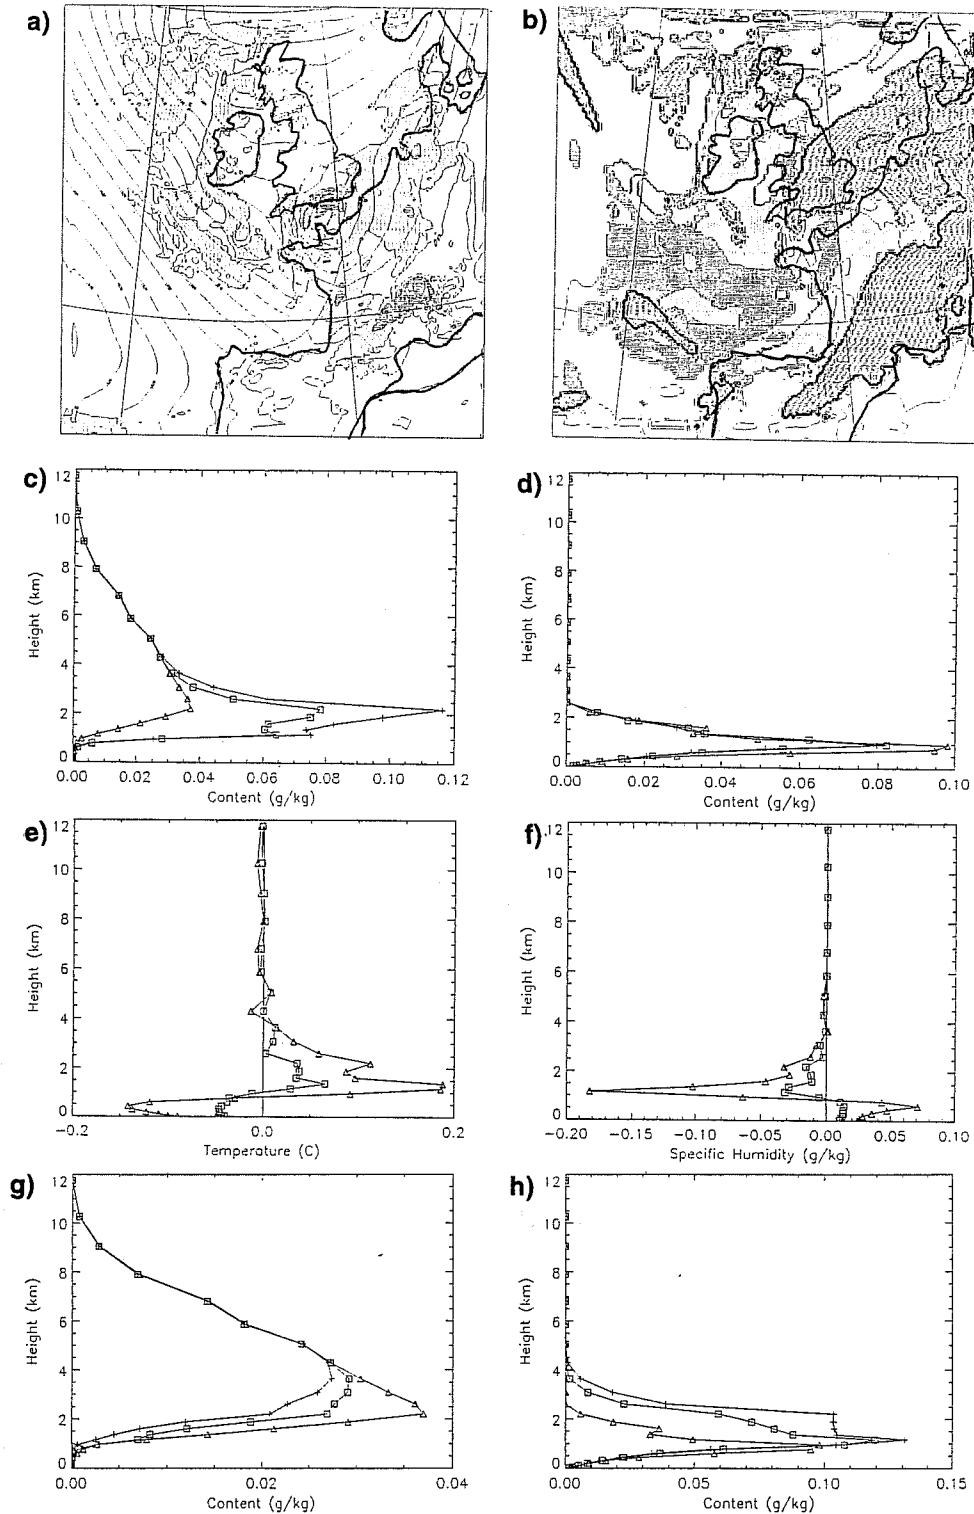 a)
b)
c)
12
10
8
6
4
2
0
Height (km)
0.00 0.02 0.04 0.06 0.08 0.10 0.12
Content (g/kg)
d)
12
10
8
6
4
2
0
Height (km)
0.00 0.02 0.04 0.06 0.08 0.10
Content (g/kg)
e)
12
10
8
6
4
2
0
Height (km)
-0.2 0.0 0.2
Temperature (C)
f)
12
10
8
6
4
2
0
Height (km)
-0.20 -0.15 -0.10 -0.05 0.00 0.05 0.10
Specific Humidity (g/kg)
g)
12
10
8
6
4
2
0
Height (km)
0.00 0.02 0.04
Content (g/kg)
h)
12
10
8
6
4
2
0
Height (km)
0.00 0.05 0.10 0.15
Content (g/kg)